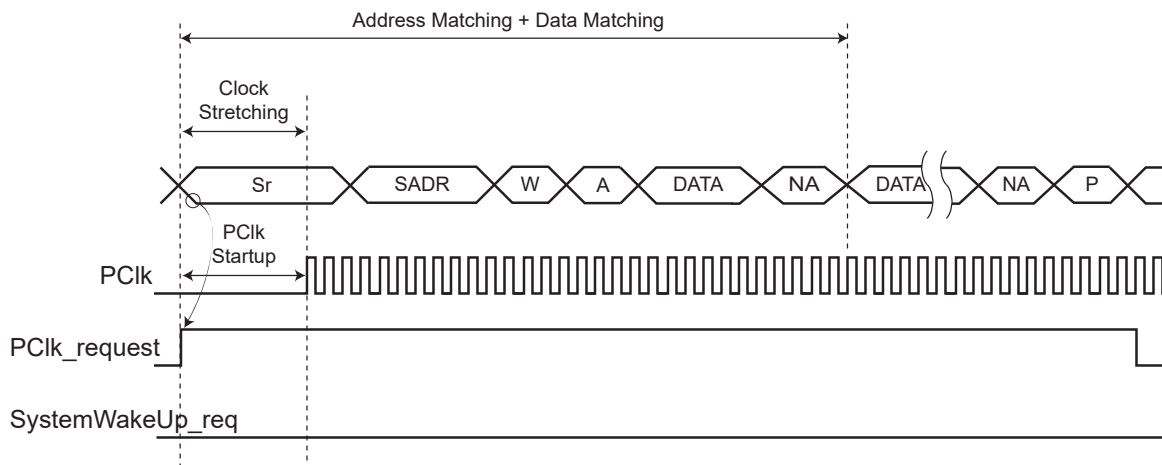 Address Matching + Data Matching
Clock
Stretching
Sr SADR W A DATA NA DATA NA P
PClk
Startup
PClk
PClk_request
SystemWakeUp_req